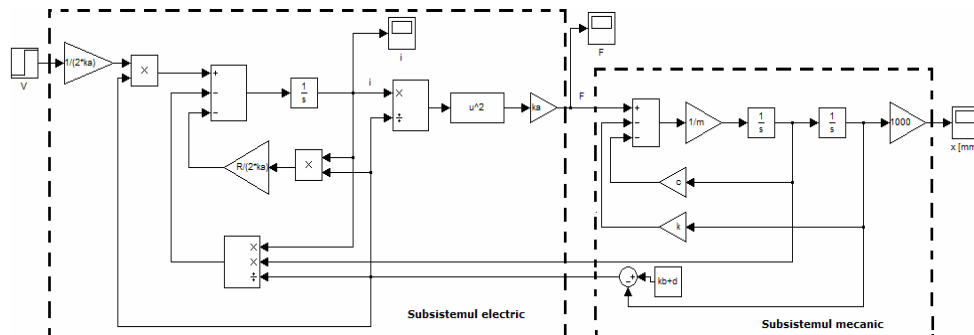 V
1/(2*ka)
×
+
−
−
1
s
i
i
×
÷
u^2
ka
F
F
R/(2*ka)
×
×
×
÷
Subsistemul electric
+
−
−
1/m
1
s
1
s
1000
x [mm
c
k
+
−
kb+d
Subsistemul mecanic